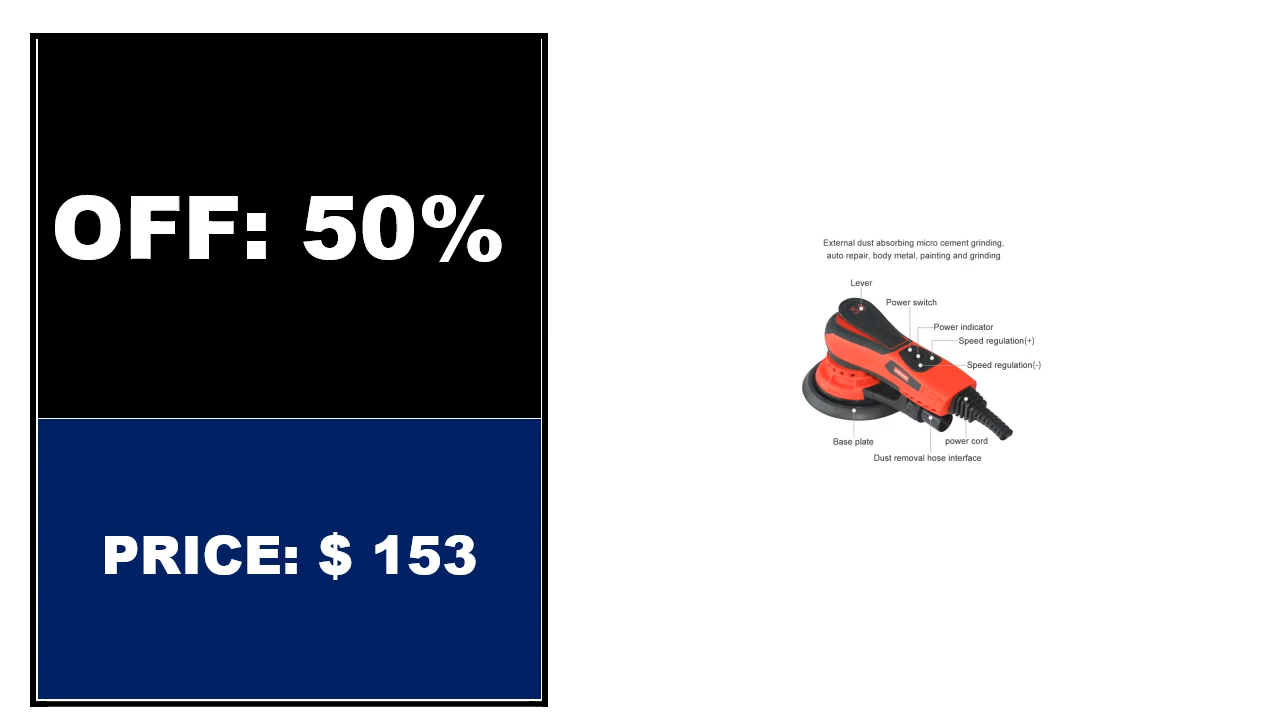 OFF: 50%
PRICE: $ 153
External dust absorbing micro cement grinding,
auto repair, body metal, painting and grinding
Lever
Power switch
Power indicator
Speed regulation(+)
Speed regulation(-)
Base plate
power cord
Dust removal hose interface